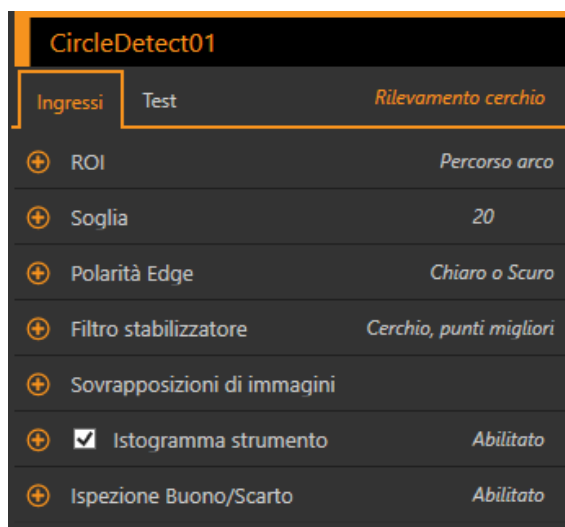 CircleDetect01
Ingressi Test Rilevamento cerchio
ROI Percorso arco
Soglia 20
Polarità Edge Chiaro o Scuro
Filtro stabilizzatore Cerchio, punti migliori
Sovrapposizioni di immagini
Istogramma strumento Abilitato
Ispezione Buono/Scarto Abilitato